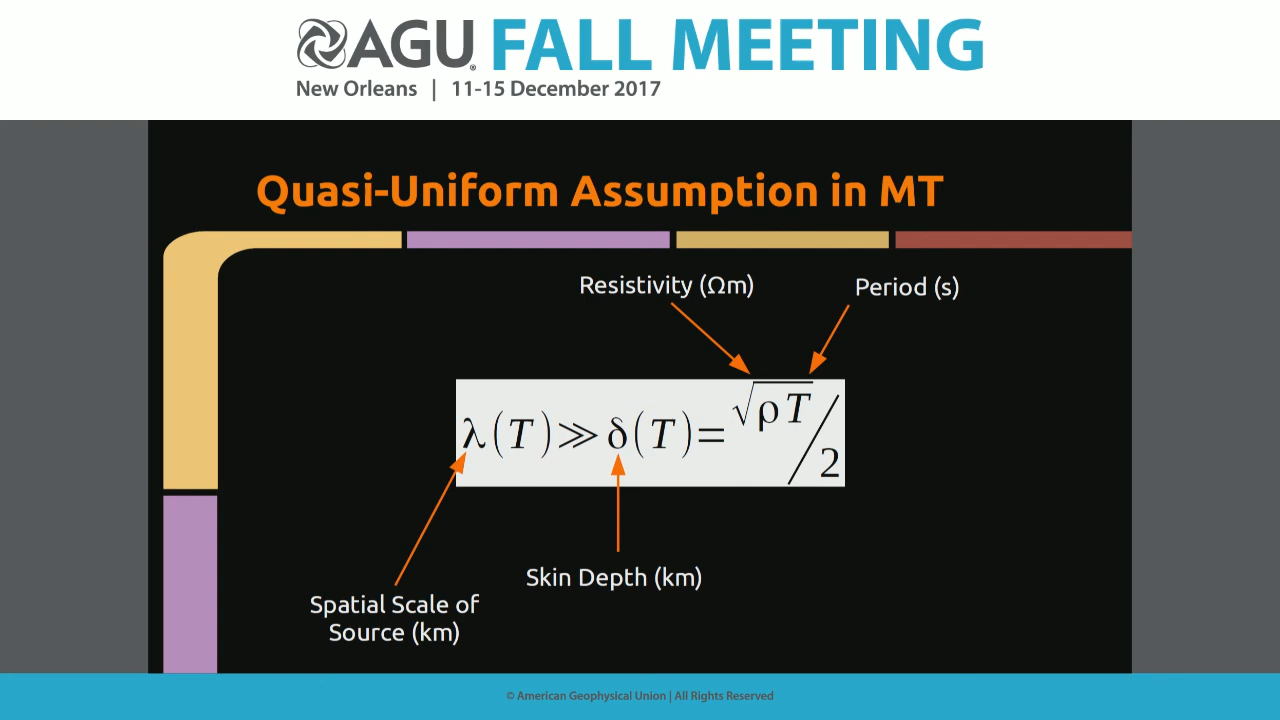 AGU FALL MEETING
New Orleans | 11-15 December 2017
Quasi-Uniform Assumption in MT
Resistivity (Ωm)
Period (s)
λ(T)≫δ(T)=√ρT/2
Skin Depth (km)
Spatial Scale of
Source (km)
© American Geophysical Union | All Rights Reserved